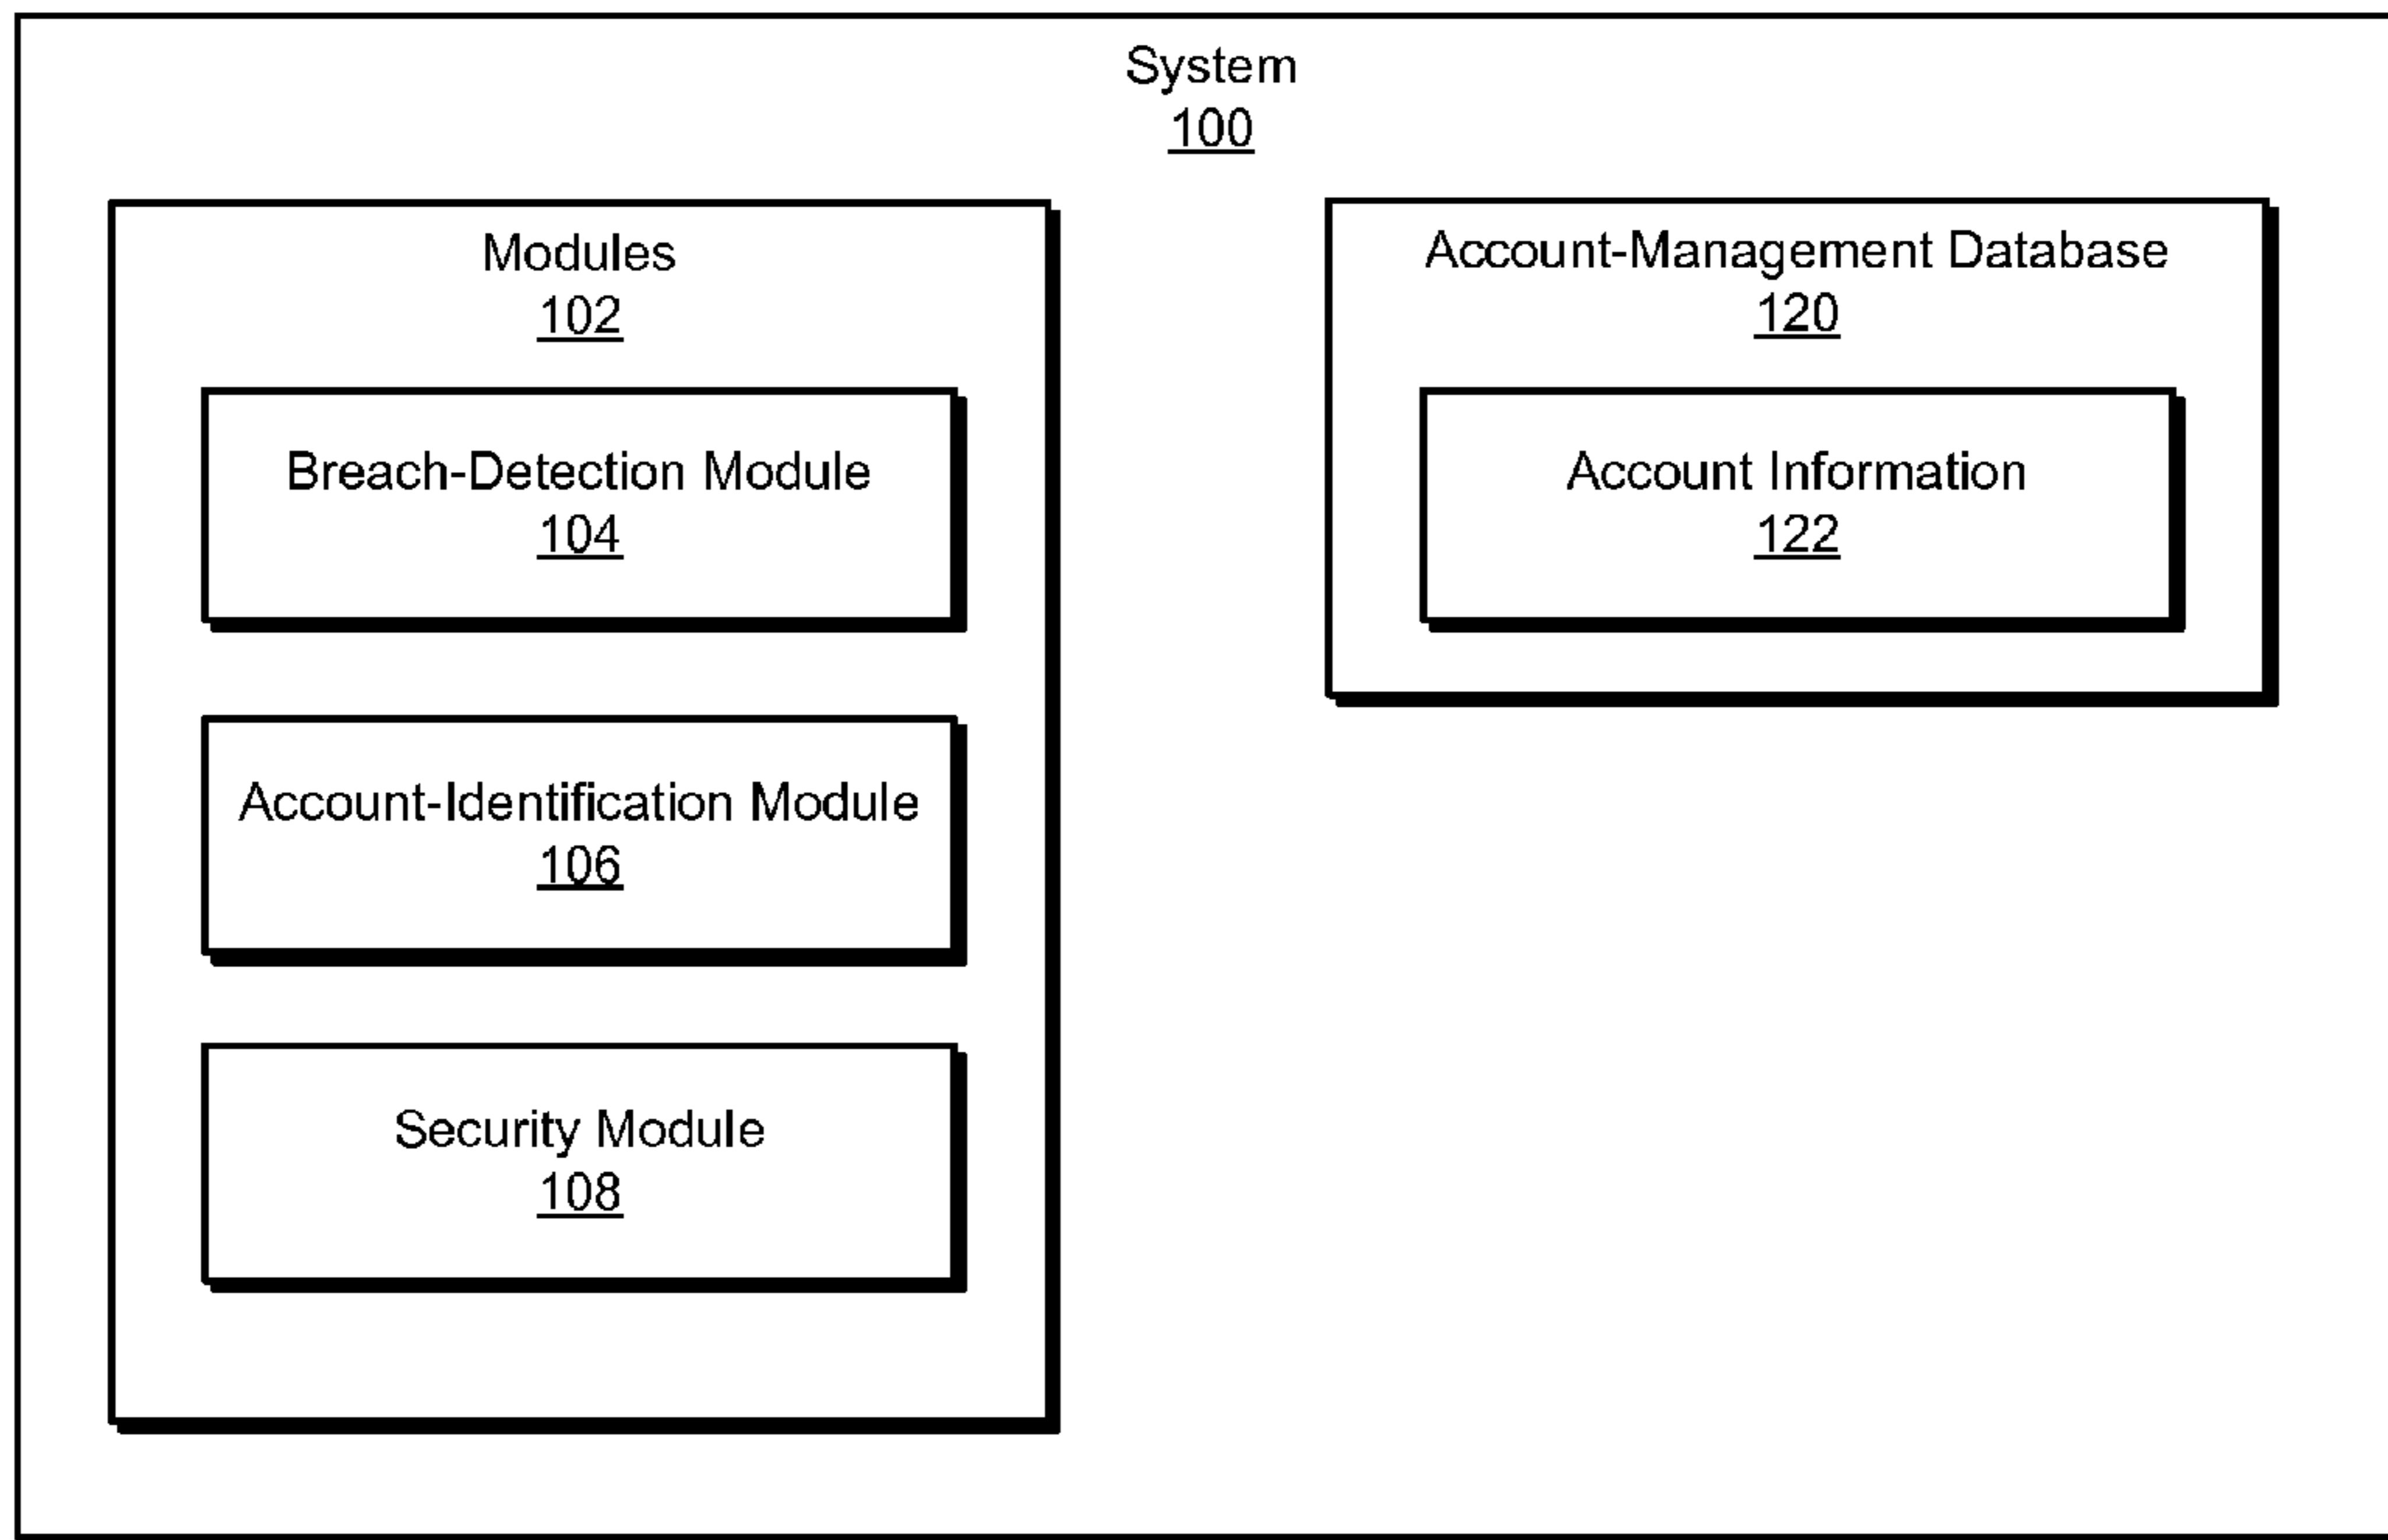 System
100
Modules
102
Breach-Detection Module
104
Account-Identification Module
106
Security Module
108
Account-Management Database
120
Account Information
122